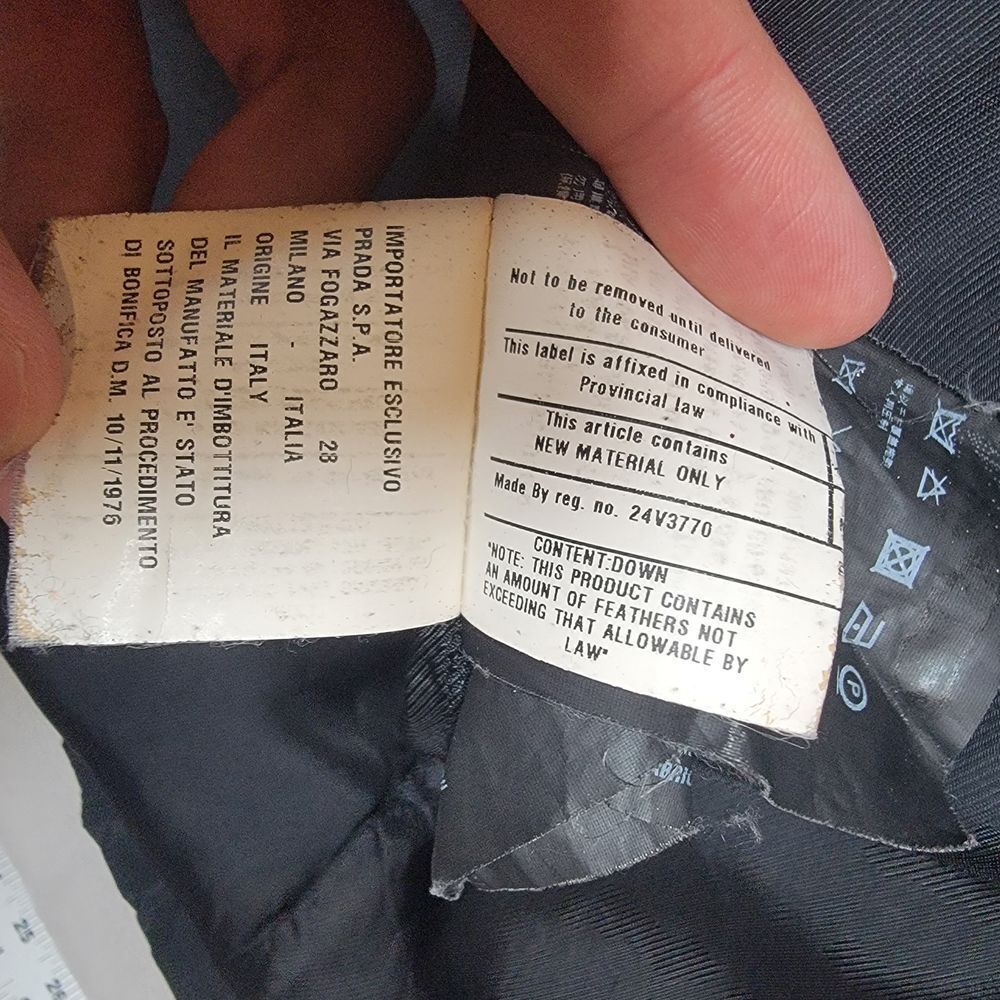 IMPORTATORE ESCLUSIVO
PRADA S.P.A.
VIA FOGAZZARO 28
MILANO - ITALIA
ORIGINE ITALY
IL MATERIALE D'IMBOTTITURA
DEL MANUFATTO E' STATO
SOTTOPOSTO AL PROCEDIMENTO
DI BONIFICA D.M. 10/11/1976
Not to be removed until delivered
to the consumer
This label is affixed in compliance with
Provincial law
This article contains
NEW MATERIAL ONLY
Made By reg. no. 24V3770
CONTENT:DOWN
"NOTE: THIS PRODUCT CONTAINS
AN AMOUNT OF FEATHERS NOT
EXCEEDING THAT ALLOWABLE BY
LAW"
P
25